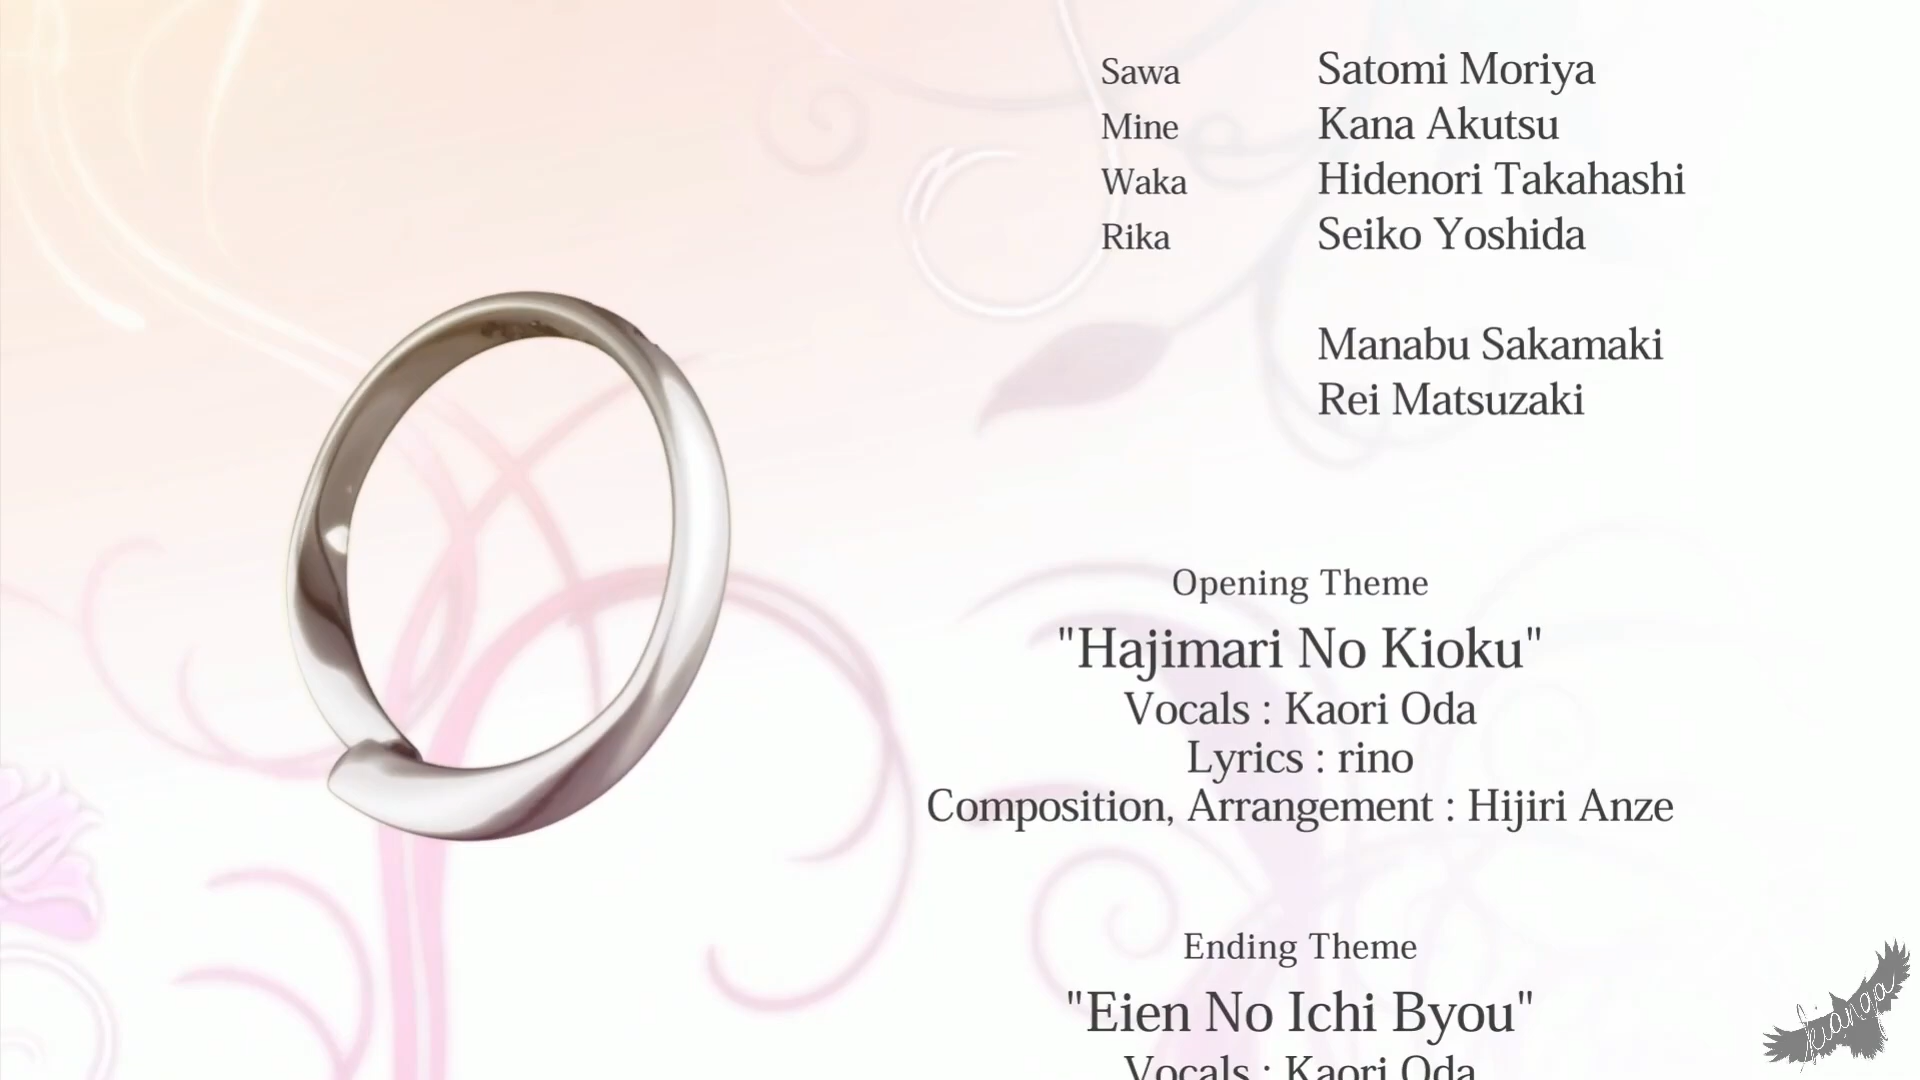 Sawa Satomi Moriya
Mine Kana Akutsu
Waka Hidenori Takahashi
Rika Seiko Yoshida
Manabu Sakamaki
Rei Matsuzaki
Opening Theme
"Hajimari No Kioku"
Vocals : Kaori Oda
Lyrics : rino
Composition, Arrangement : Hijiri Anze
Ending Theme
"Eien No Ichi Byou"
Vocals : Kaori Oda